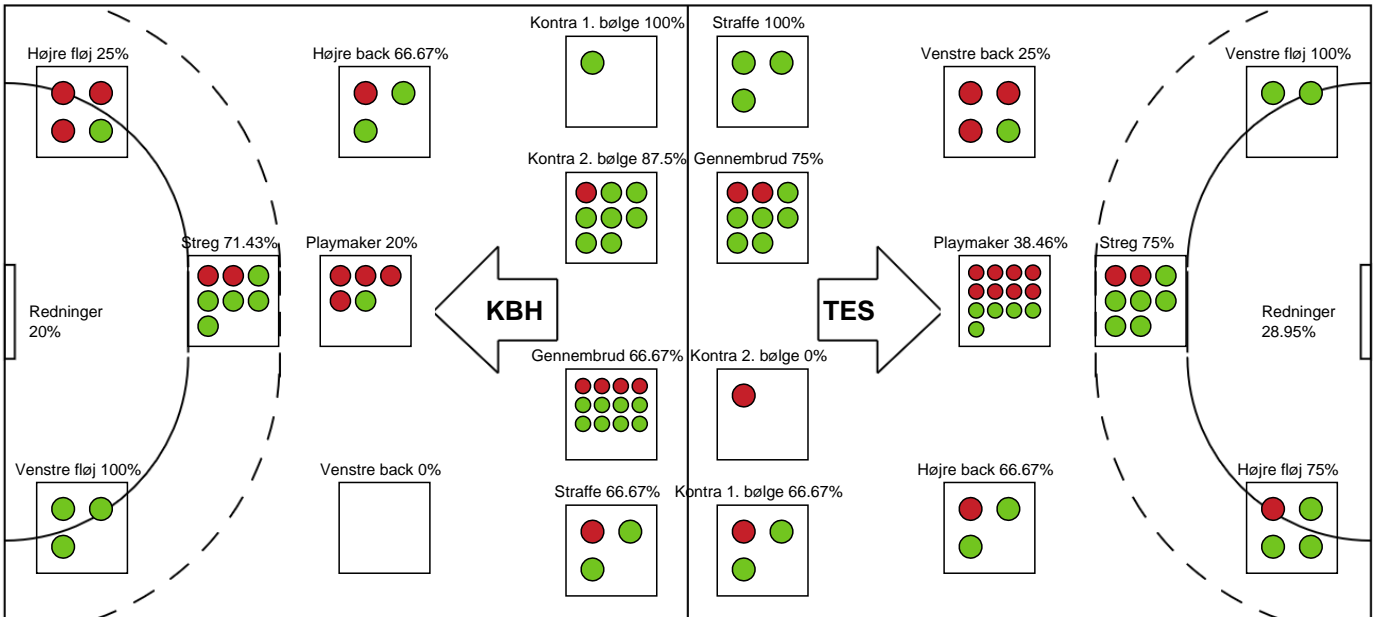 Kontra 1. bølge 100%
Straffe 100%
Højre fløj 25%
Højre back 66.67%
Venstre back 25%
Venstre fløj 100%
Kontra 2. bølge 87.5%
Gennembrud 75%
Streg 71.43%
Playmaker 20%
Playmaker 38.46%
Streg 75%
Redninger
20%
KBH
TES
Redninger
28.95%
Gennembrud 66.67%
Kontra 2. bølge 0%
Venstre fløj 100%
Venstre back 0%
Højre back 66.67%
Højre fløj 75%
Straffe 66.67%
Kontra 1. bølge 66.67%